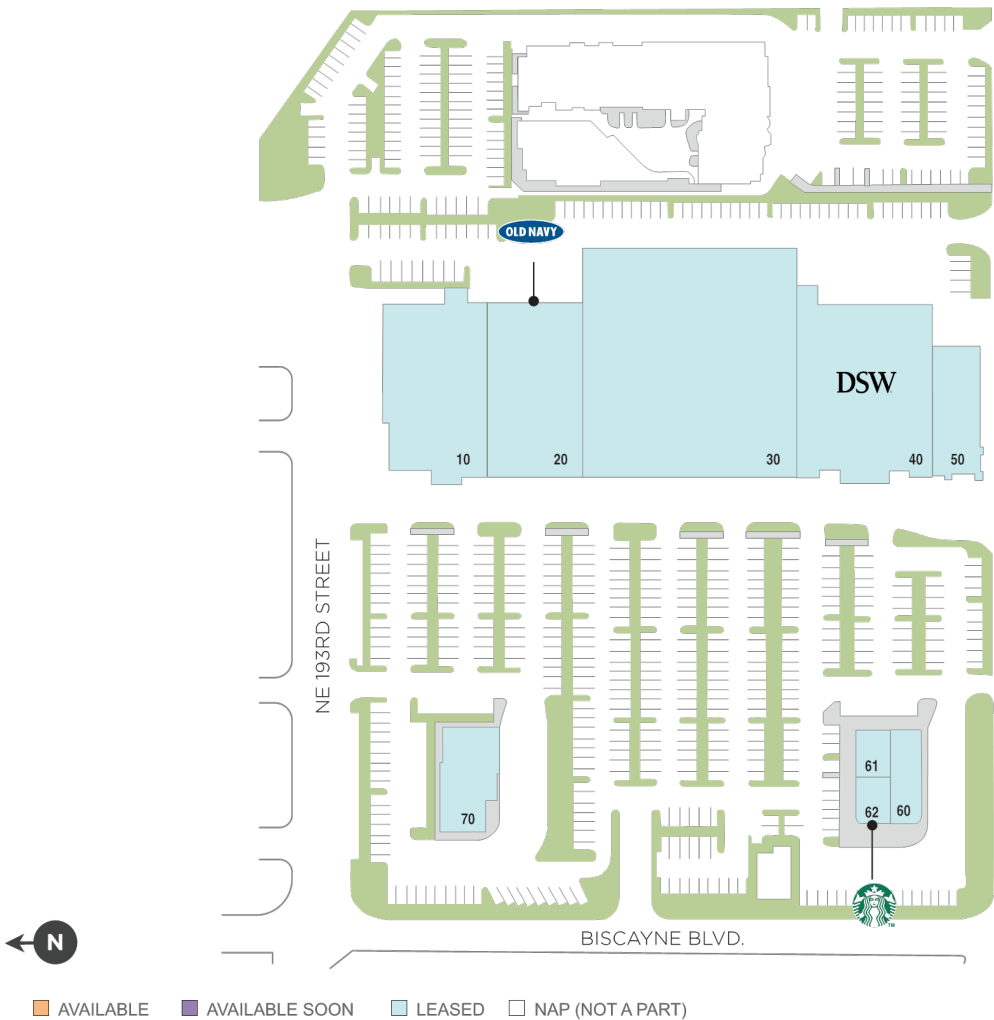 OLD NAVY
DSW
10
20
30
40
50
NE 193RD STREET
61
62
60
70
TM
BISCAYNE BLVD.
N
AVAILABLE
AVAILABLE SOON
LEASED
NAP (NOT A PART)